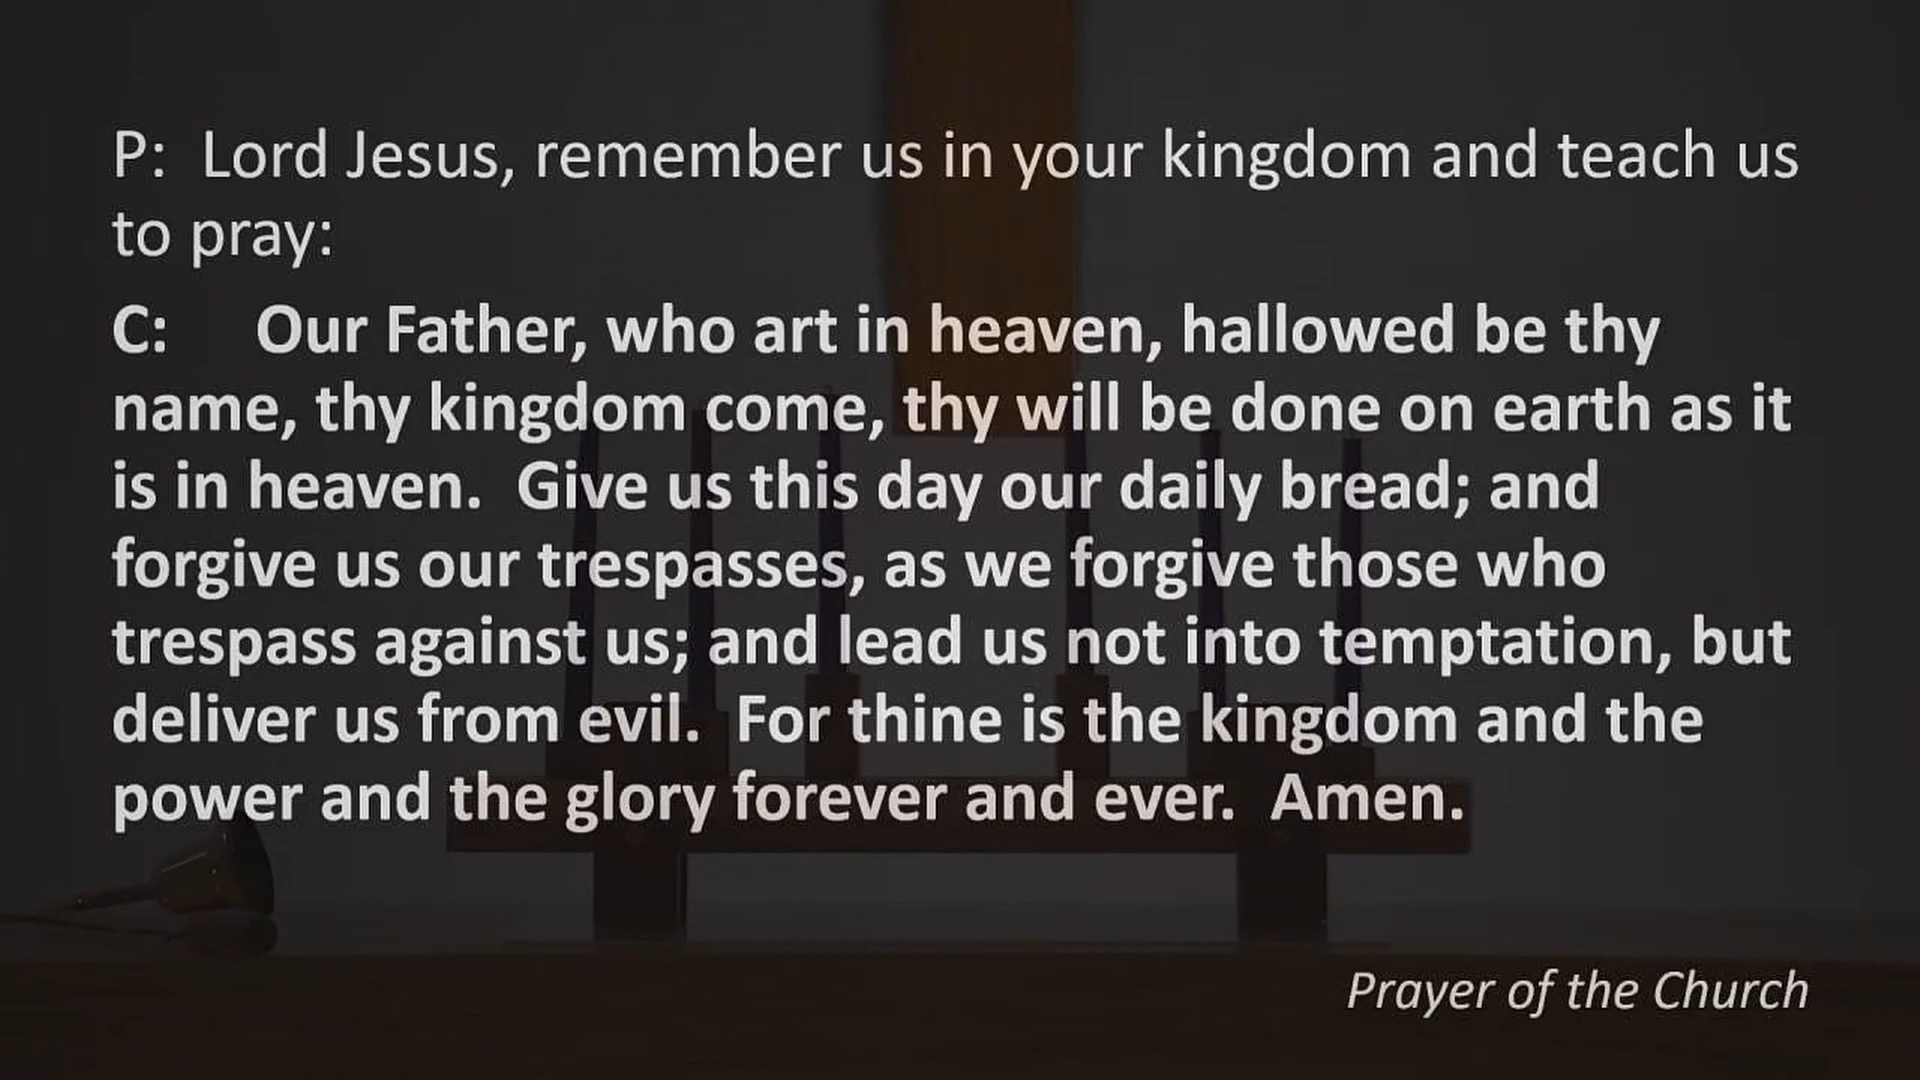 P:  Lord Jesus, remember us in your kingdom and teach us
to pray:
C:   Our Father, who art in heaven, hallowed be thy
name, thy kingdom come, thy will be done on earth as it
is in heaven.  Give us this day our daily bread; and
forgive us our trespasses, as we forgive those who
trespass against us; and lead us not into temptation, but
deliver us from evil.  For thine is the kingdom and the
power and the glory forever and ever.  Amen.
Prayer of the Church